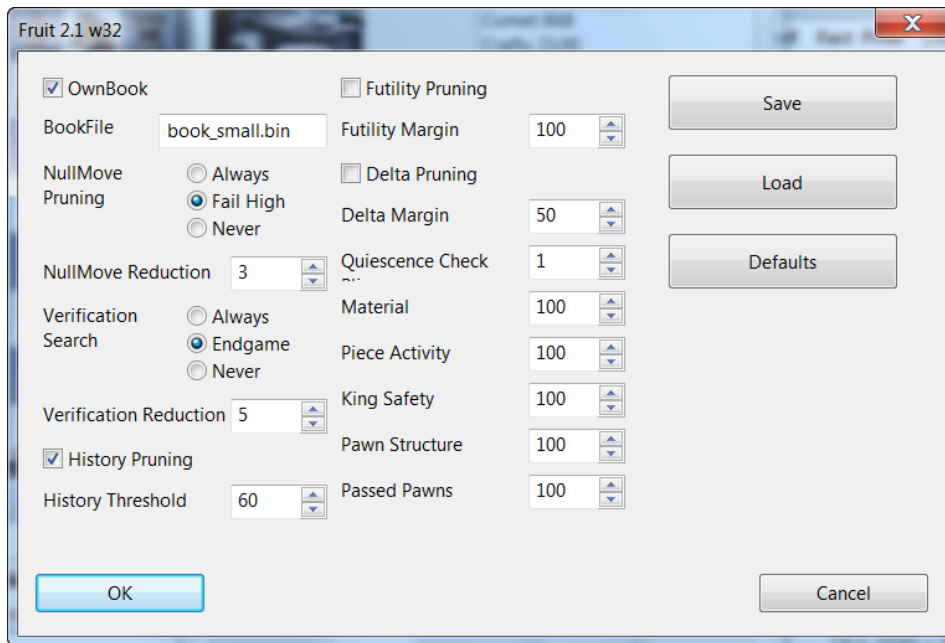 Fruit 2.1 w32
OwnBook
BookFile book_small.bin
NullMove
Pruning
Always
Fail High
Never
NullMove Reduction 3
Verification
Search
Always
Endgame
Never
Verification Reduction 5
History Pruning
History Threshold 60
Futility Pruning
Futility Margin 100
Delta Pruning
Delta Margin 50
Quiescence Check 1
Material 100
Piece Activity 100
King Safety 100
Pawn Structure 100
Passed Pawns 100
Save
Load
Defaults
OK
Cancel